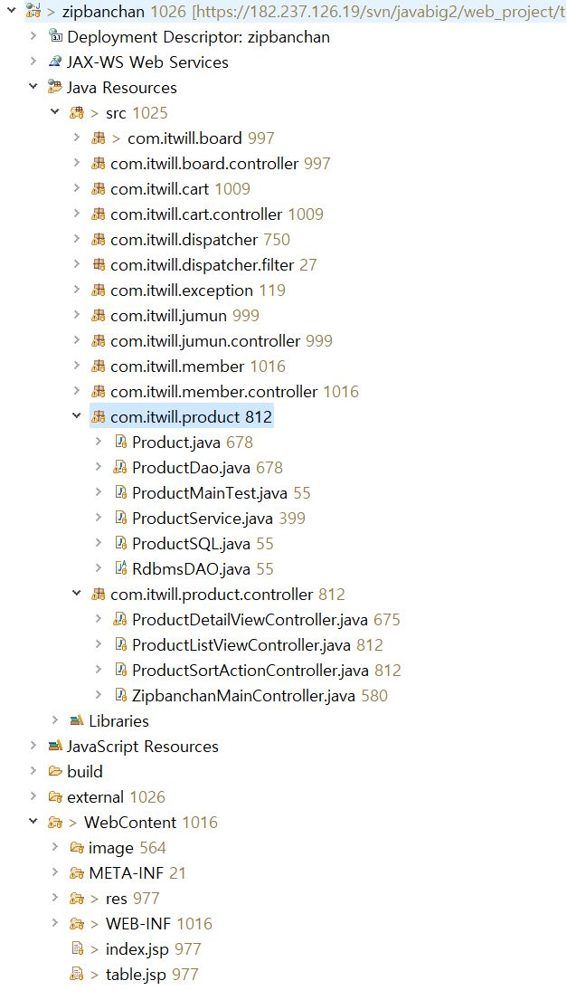 > zipbanchan 1026 [https://182.237.126.19/svn/javabig2/web_project/t
Deployment Descriptor: zipbanchan
JAX-WS Web Services
Java Resources
> src 1025
> com.itwill.board 997
com.itwill.board.controller 997
com.itwill.cart 1009
com.itwill.cart.controller 1009
com.itwill.dispatcher 750
com.itwill.dispatcher.filter 27
com.itwill.exception 119
com.itwill.jumun 999
com.itwill.jumun.controller 999
com.itwill.member 1016
com.itwill.member.controller 1016
com.itwill.product 812
Product.java 678
ProductDao.java 678
ProductMainTest.java 55
ProductService.java 399
ProductSQL.java 55
RdbmsDAO.java 55
com.itwill.product.controller 812
ProductDetailViewController.java 675
ProductListViewController.java 812
ProductSortActionController.java 812
ZipbanchanMainController.java 580
Libraries
JavaScript Resources
build
external 1026
> WebContent 1016
image 564
META-INF 21
> res 977
> WEB-INF 1016
> index.jsp 977
> table.jsp 977